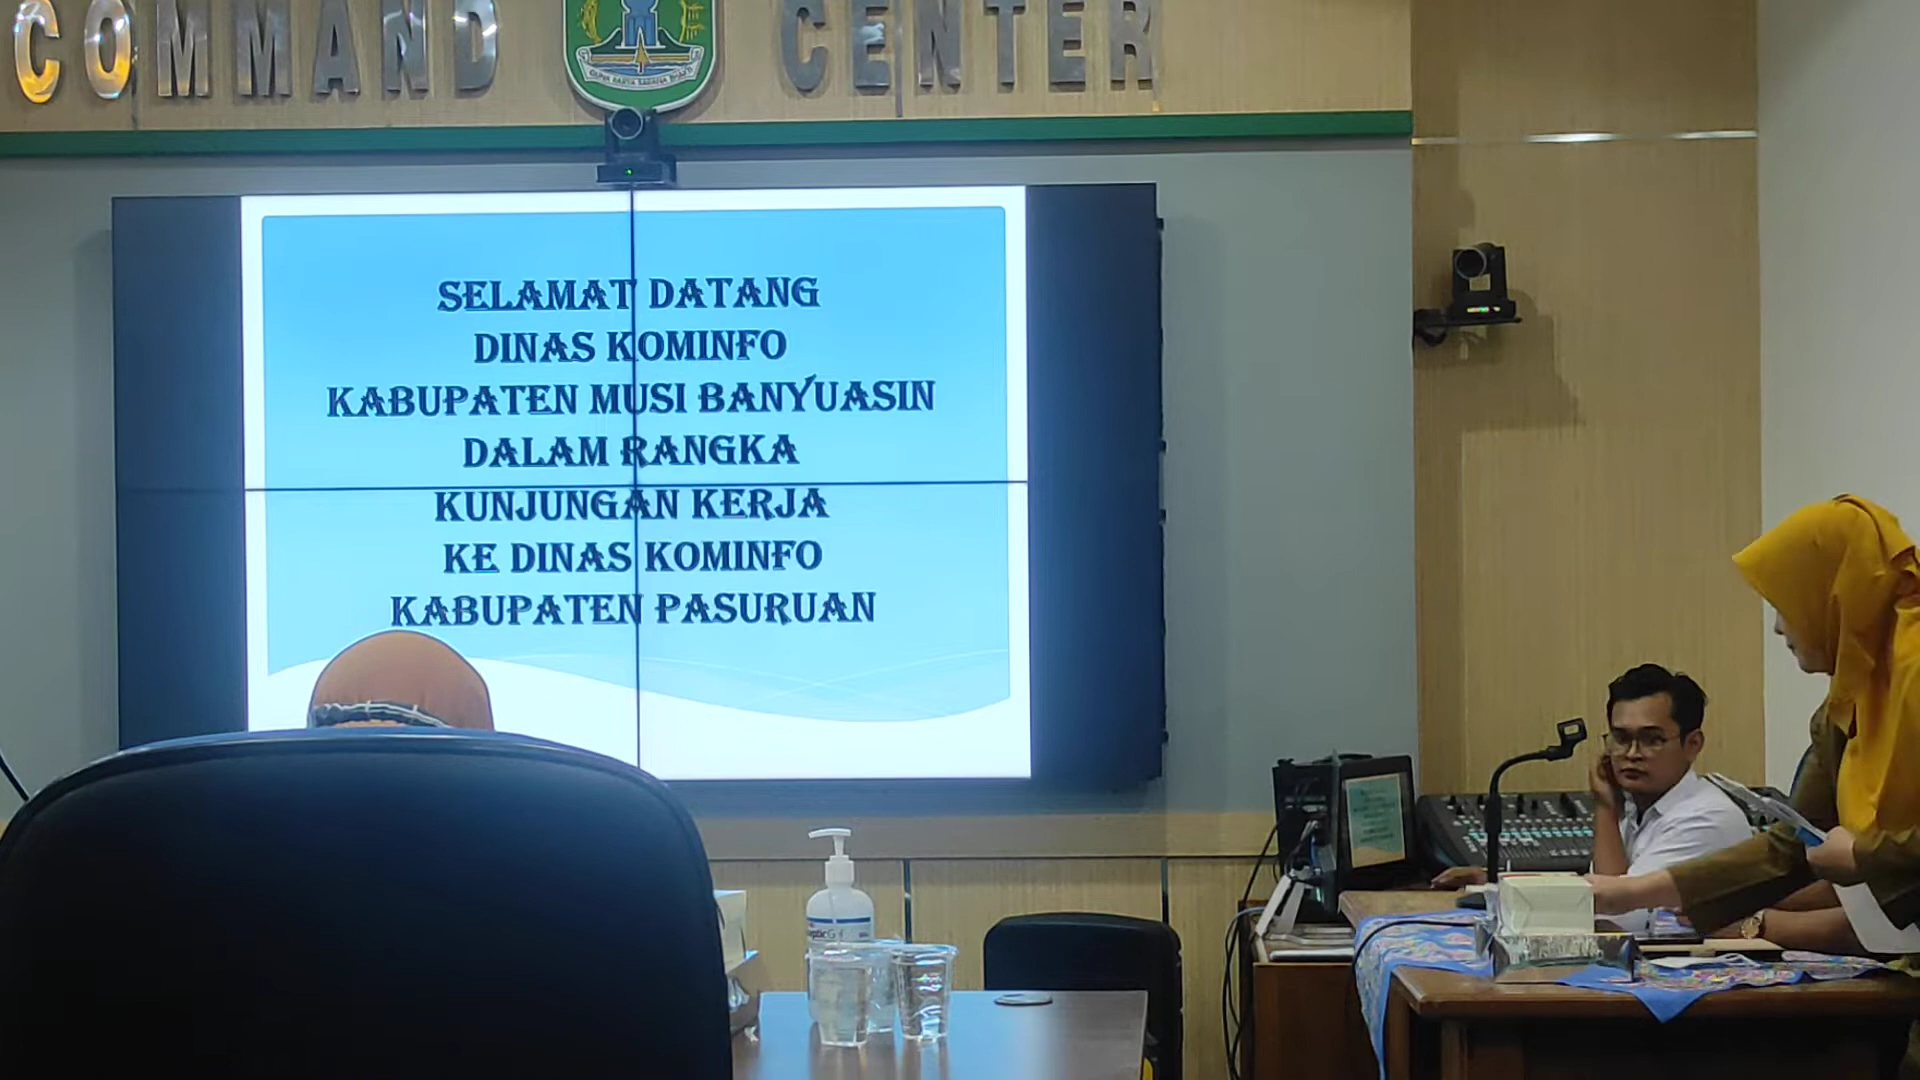 COMMAND CENTER
SELAMAT DATANG
DINAS KOMINFO
KABUPATEN MUSI BANYUASIN
DALAM RANGKA
KUNJUNGAN KERJA
KE DINAS KOMINFO
KABUPATEN PASURUAN